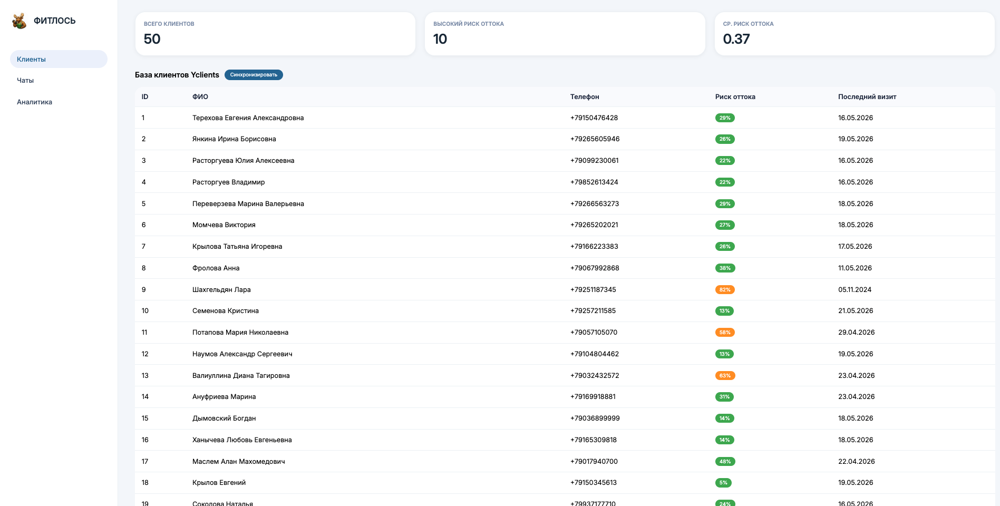 ФИТЛОСЬ
Клиенты
Чаты
Аналитика
ВСЕГО КЛИЕНТОВ
50
ВЫСОКИЙ РИСК ОТТОКА
10
СР. РИСК ОТТОКА
0.37
База клиентов Yclients Синхронизировать
ID ФИО Телефон Риск оттока Последний визит
1 Терехова Евгения Александровна +79150476428 29% 16.05.2026
2 Янкина Ирина Борисовна +79265605946 26% 19.05.2026
3 Расторгуева Юлия Алексеевна +79099230061 22% 16.05.2026
4 Расторгуев Владимир +79852613424 22% 16.05.2026
5 Переверзева Марина Валерьевна +79266563273 29% 18.05.2026
6 Момчева Виктория +79265202021 27% 18.05.2026
7 Крылова Татьяна Игоревна +79166223383 26% 17.05.2026
8 Фролова Анна +79067992868 38% 11.05.2026
9 Шахгельдян Лара +79251187345 82% 05.11.2024
10 Семенова Кристина +79257211585 13% 21.05.2026
11 Потапова Мария Николаевна +79057105070 58% 29.04.2026
12 Наумов Александр Сергеевич +79104804462 13% 19.05.2026
13 Валиуллина Диана Тагировна +79032432572 63% 23.04.2026
14 Ануфриева Марина +79169918881 31% 23.04.2026
15 Дымовский Богдан +79036899999 14% 18.05.2026
16 Ханычева Любовь Евгеньевна +79165309818 14% 18.05.2026
17 Маслем Алан Махомедович +79017940700 48% 22.04.2026
18 Крылов Евгений +79150345613 5% 19.05.2026
19 Соколова Наталья +79937177710 24% 16.05.2026